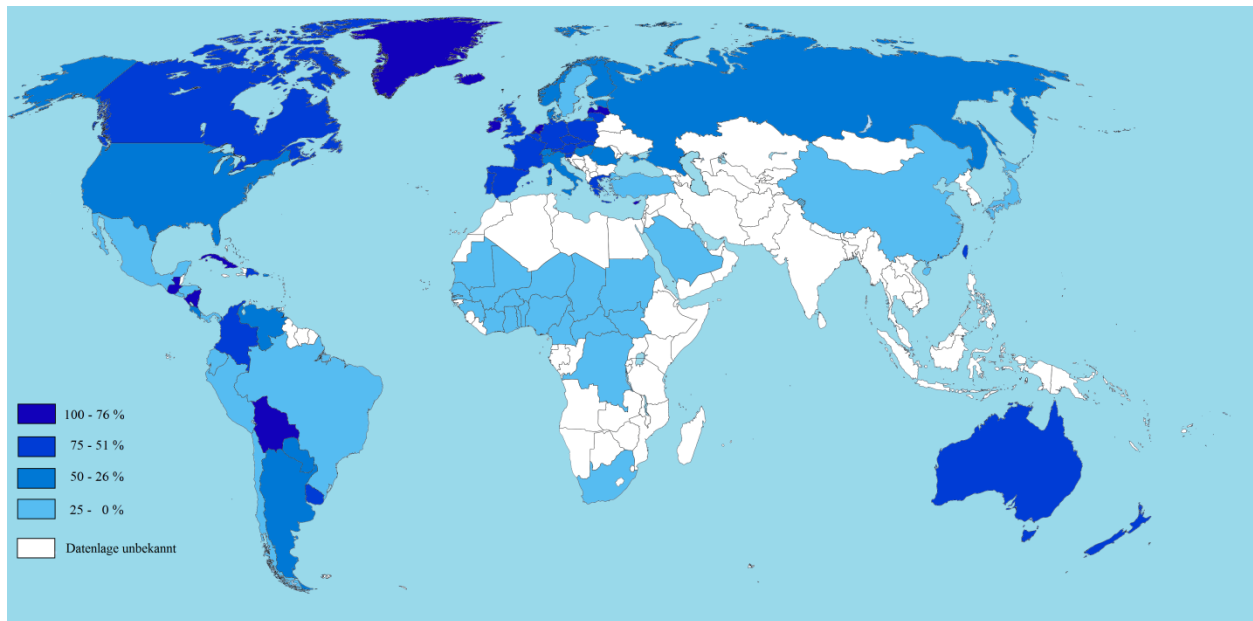 100 - 76 %
75 - 51 %
50 - 26 %
25 - 0 %
Datenlage unbekannt